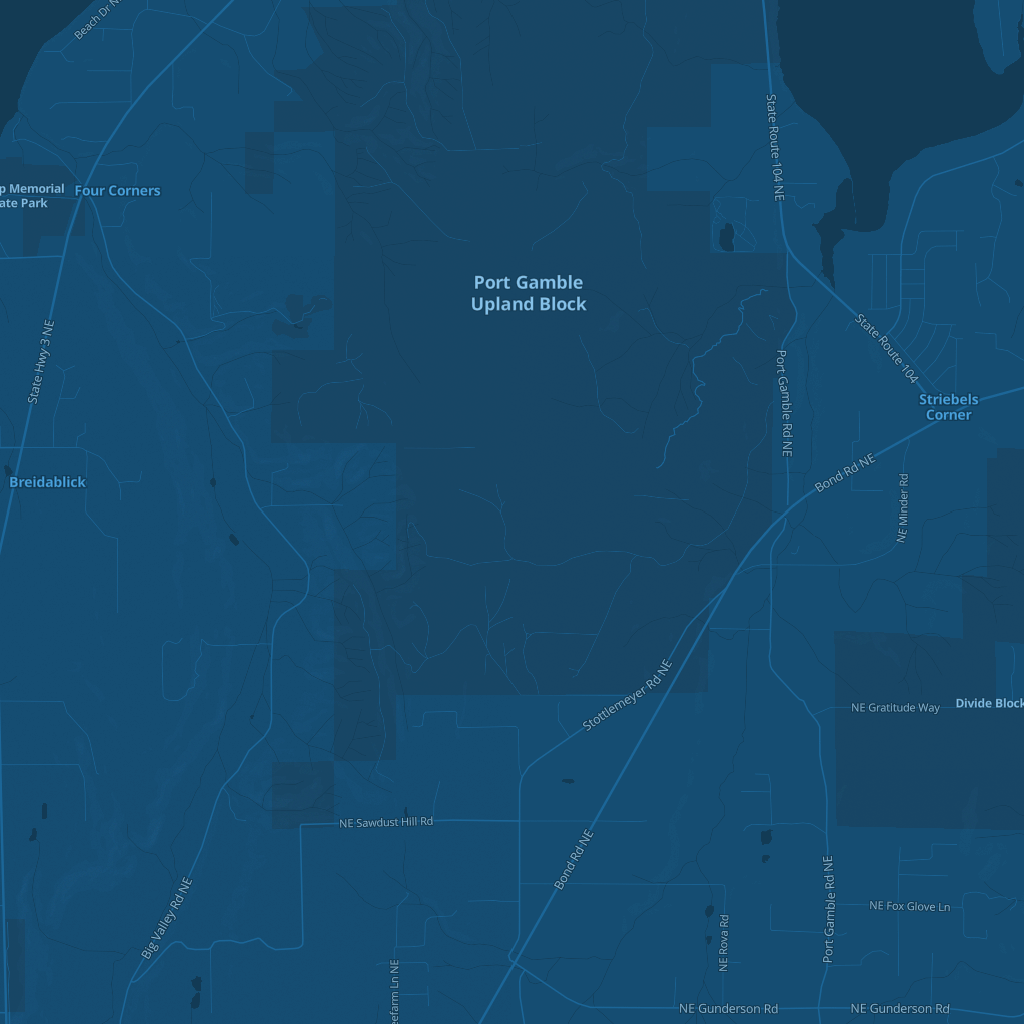 Beach Dr N
State Route 104 NE
p Memorial
ate Park
Four Corners
Port Gamble
Upland Block
State Hwy 3 NE
State Route 104
Port Gamble Rd NE
Striebels
Corner
Bond Rd NE
Breidablick
NE Minder Rd
Stottlemeyer Rd NE
NE Gratitude Way
Divide Block
NE Sawdust Hill Rd
Bond Rd NE
Big Valley Rd NE
Port Gamble Rd NE
NE Fox Glove Ln
NE Rova Rd
eefarm Ln NE
NE Gunderson Rd
NE Gunderson Rd